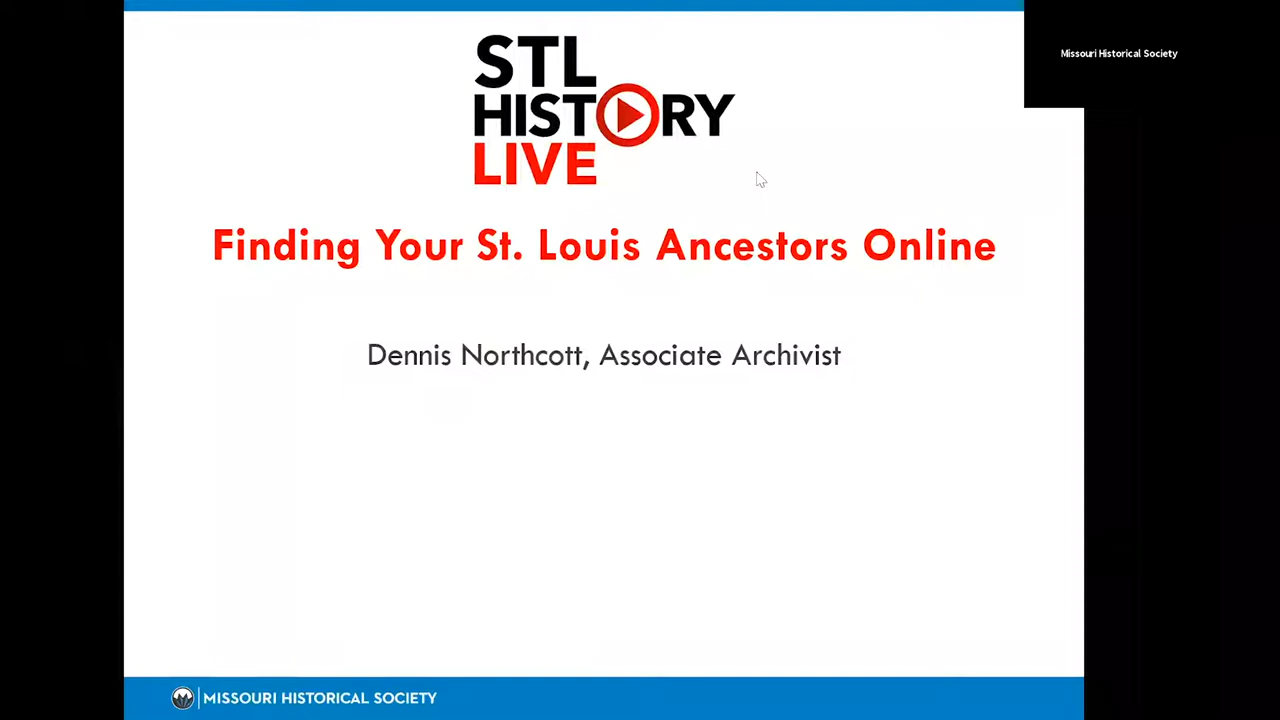 Missouri Historical Society
STL
HISTORY
LIVE
Finding Your St. Louis Ancestors Online
Dennis Northcott, Associate Archivist
MISSOURI HISTORICAL SOCIETY